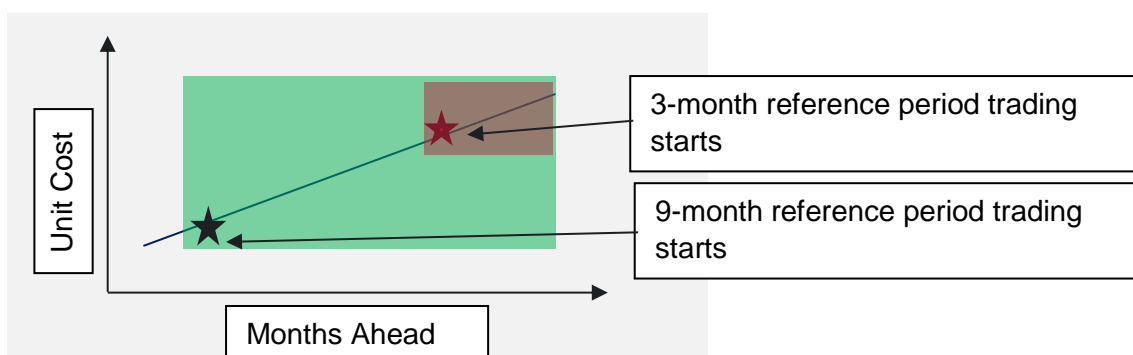 3-month reference period trading
starts
Unit Cost
9-month reference period trading
starts
Months Ahead